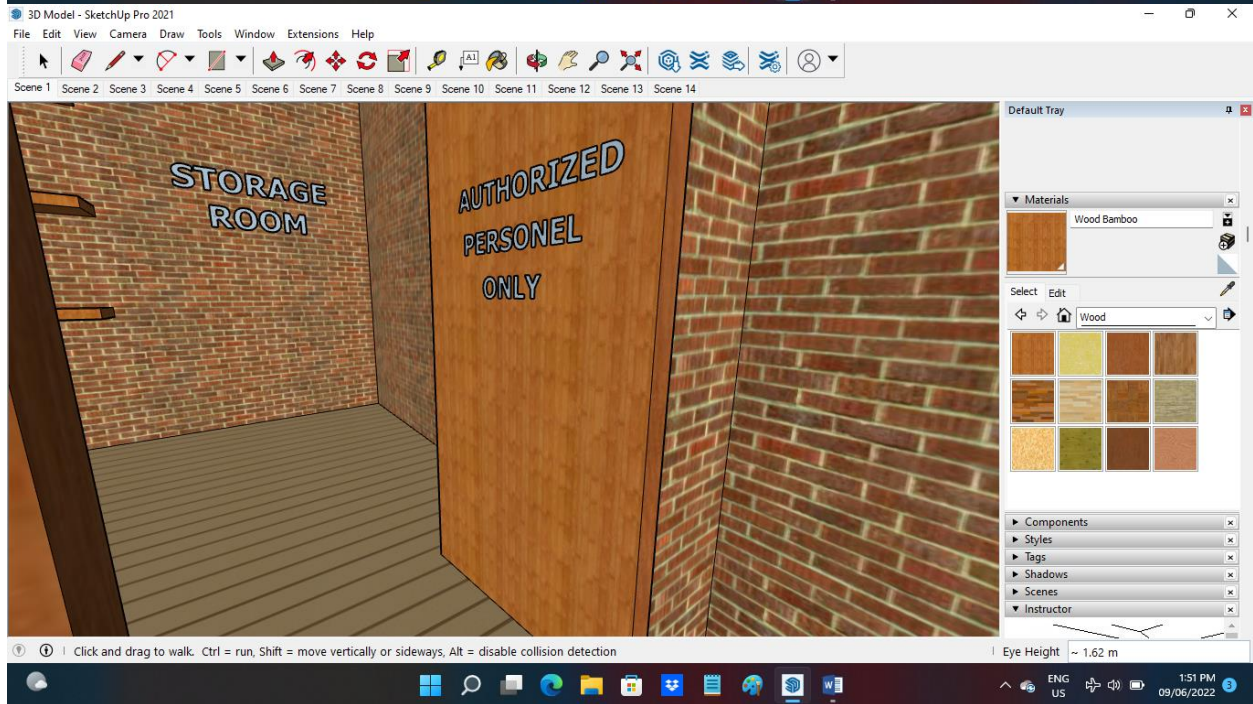 3D Model - SketchUp Pro 2021
File Edit View Camera Draw Tools Window Extensions Help
A1
Scene 1 Scene 2 Scene 3 Scene 4 Scene 5 Scene 6 Scene 7 Scene 8 Scene 9 Scene 10 Scene 11 Scene 12 Scene 13 Scene 14
STORAGE
ROOM
AUTHORIZED
PERSONEL
ONLY
Default Tray
Materials
Wood Bamboo
Select Edit
Wood
Components
Styles
Tags
Shadows
Scenes
Instructor
Click and drag to walk. Ctrl = run, Shift = move vertically or sideways, Alt = disable collision detection
Eye Height ~ 1.62 m
ENG
US
1:51 PM
09/06/2022
3